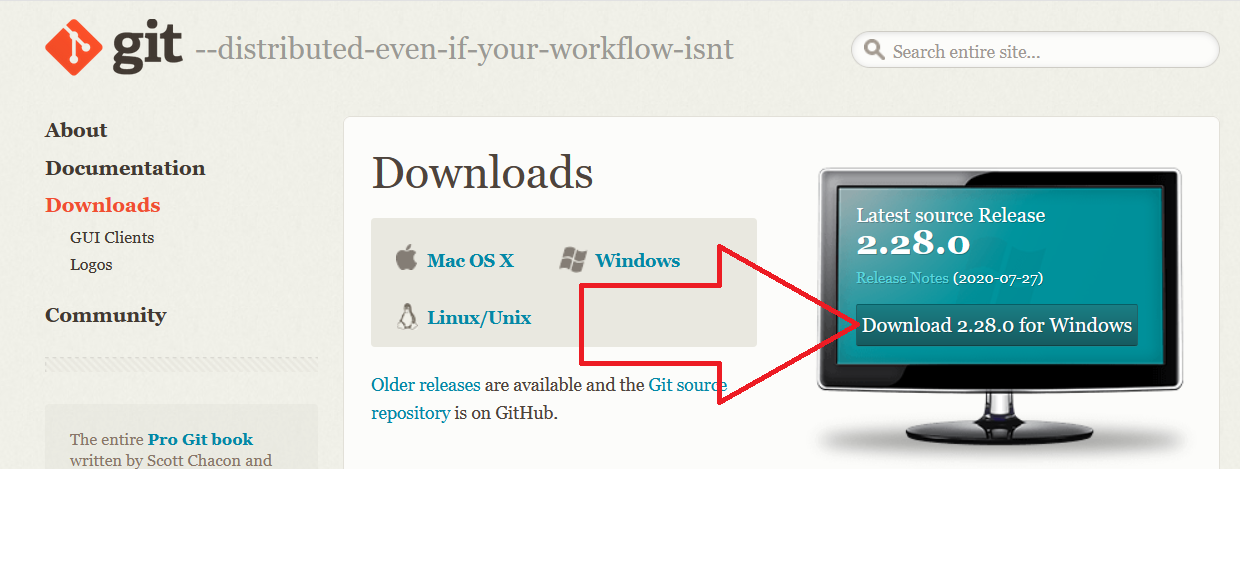 git --distributed-even-if-your-workflow-isnt
Search entire site...
About
Documentation
Downloads
GUI Clients
Logos
Community
The entire Pro Git book
written by Scott Chacon and
Downloads
Mac OS X
Windows
Linux/Unix
Older releases are available and the Git source
repository is on GitHub.
Latest source Release
2.28.0
Release Notes (2020-07-27)
Download 2.28.0 for Windows